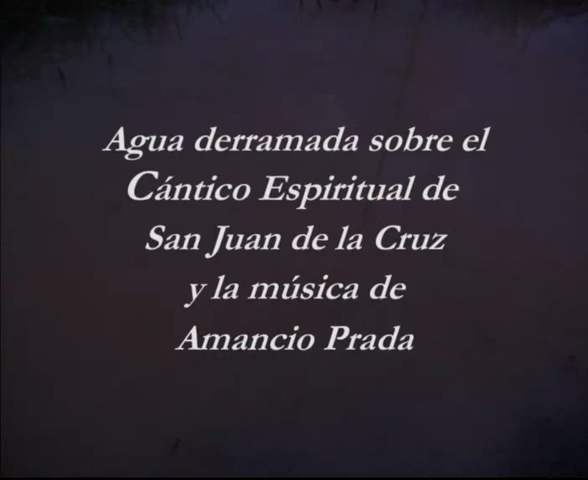 Agua derramada sobre el
Cántico Espiritual de
San Juan de la Cruz
y la música de
Amancio Prada